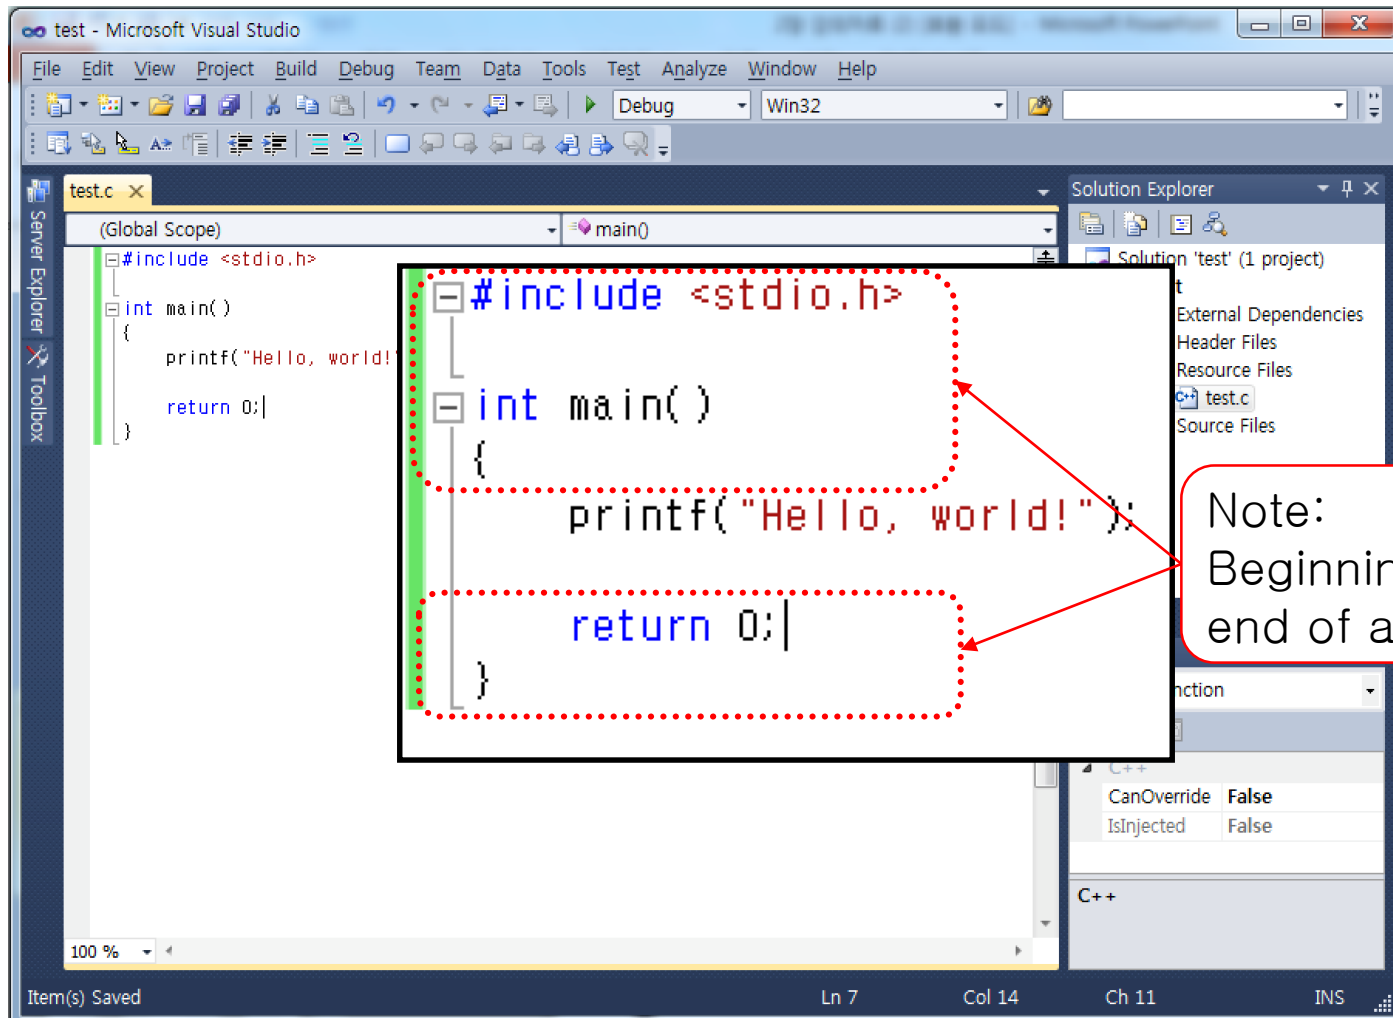 test - Microsoft Visual Studio
File Edit View Project Build Debug Team Data Tools Test Analyze Window Help
Debug Win32
Server Explorer
Toolbox
test.c
(Global Scope) main()
#include <stdio.h>
int main()
{
printf("Hello, world!"
return 0;
}
#include <stdio.h>
int main()
{
printf("Hello, world!");
return 0;
}
Note:
Beginnin
end of a
Solution Explorer
Solution 'test' (1 project)
t
External Dependencies
Header Files
Resource Files
test.c
Source Files
nction
C++
CanOverride False
IsInjected False
C++
100 %
Item(s) Saved Ln 7 Col 14 Ch 11 INS